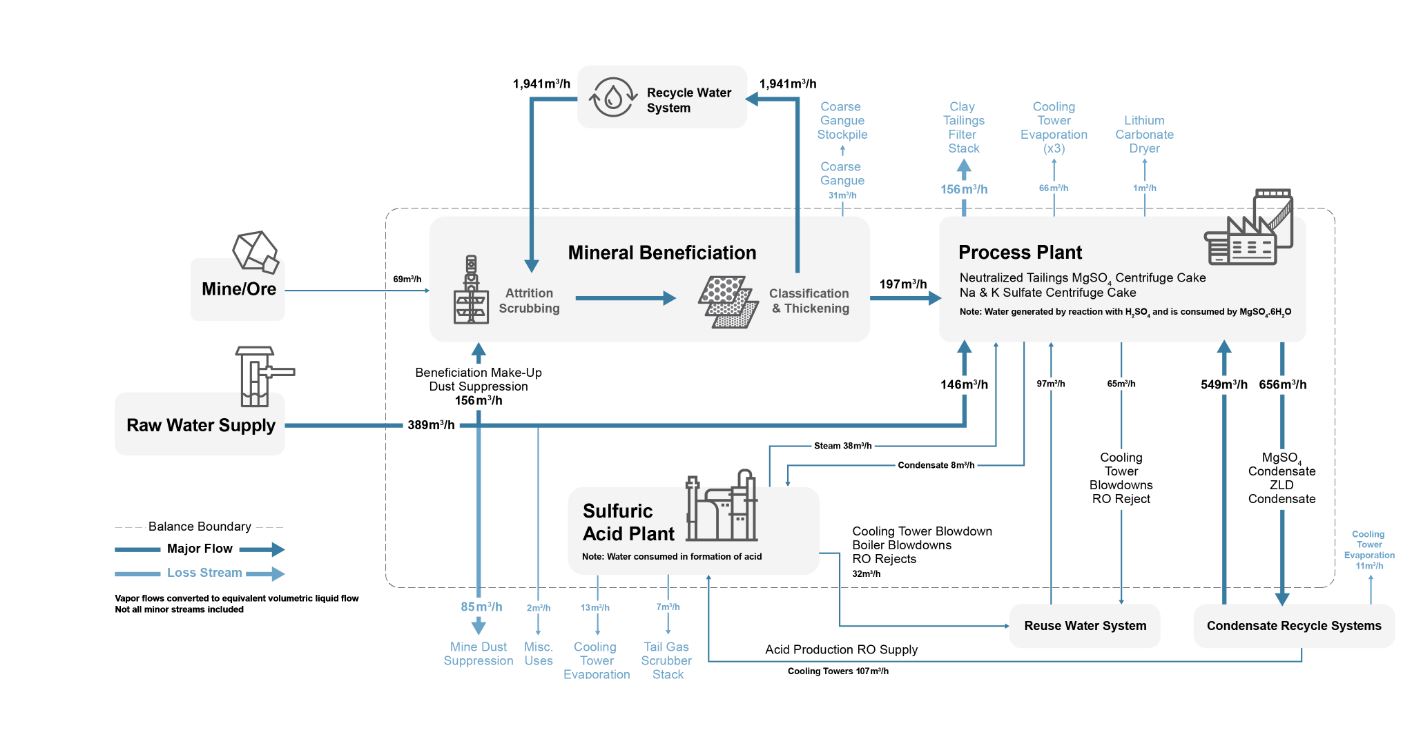 1,941m³/h
Recycle Water
System
1,941m³/h
Coarse
Gangue
Stockpile
Coarse
Gangue
31m³/h
Clay
Tailings
Filter
Stack
156m³/h
Cooling
Tower
Evaporation
(x3)
66m³/h
Lithium
Carbonate
Dryer
1m³/h
Mine/Ore
69m³/h
Mineral Beneficiation
Attrition
Scrubbing
Classification
& Thickening
197m³/h
Process Plant
Neutralized Tailings MgSO₄ Centrifuge Cake
Na & K Sulfate Centrifuge Cake
Note: Water generated by reaction with H₂SO₄ and is consumed by MgSO₄.6H₂O
Raw Water Supply
389m³/h
Beneficiation Make-Up
Dust Suppression
156m³/h
146m³/h
97m³/h
65m³/h
549m³/h
656m³/h
Steam 38m³/h
Condensate 8m³/h
Cooling
Tower
Blowdowns
RO Reject
MgSO₄
Condensate
ZLD
Condensate
Sulfuric
Acid Plant
Note: Water consumed in formation of acid
Cooling Tower Blowdown
Boiler Blowdowns
RO Rejects
32m³/h
Cooling
Tower
Evaporation
11m³/h
Balance Boundary
Major Flow
Loss Stream
Vapor flows converted to equivalent volumetric liquid flow
Not all minor streams included
85m³/h
Mine Dust
Suppression
2m³/h
Misc.
Uses
13m³/h
Cooling
Tower
Evaporation
7m³/h
Tail Gas
Scrubber
Stack
Reuse Water System
Condensate Recycle Systems
Acid Production RO Supply
Cooling Towers 107m³/h